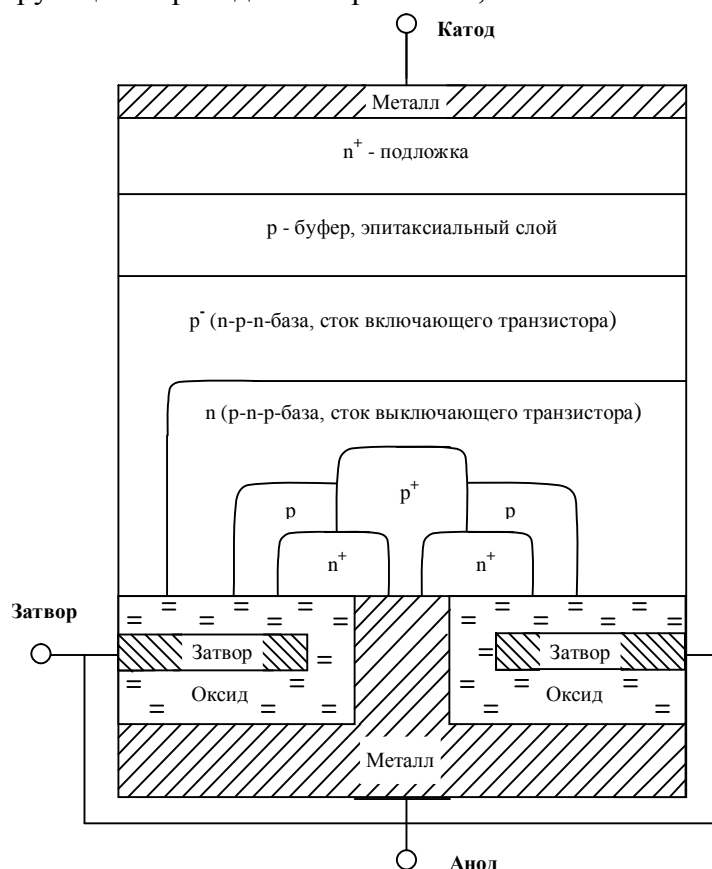 Катод
Металл
n+ - подложка
p - буфер, эпитаксиальный слой
p- (n-p-n-база, сток включающего транзистора)
n (p-n-p-база, сток выключающего транзистора)
p+
p p
n+ n+
Затвор
Затвор Затвор
Оксид Оксид
Металл
Анод